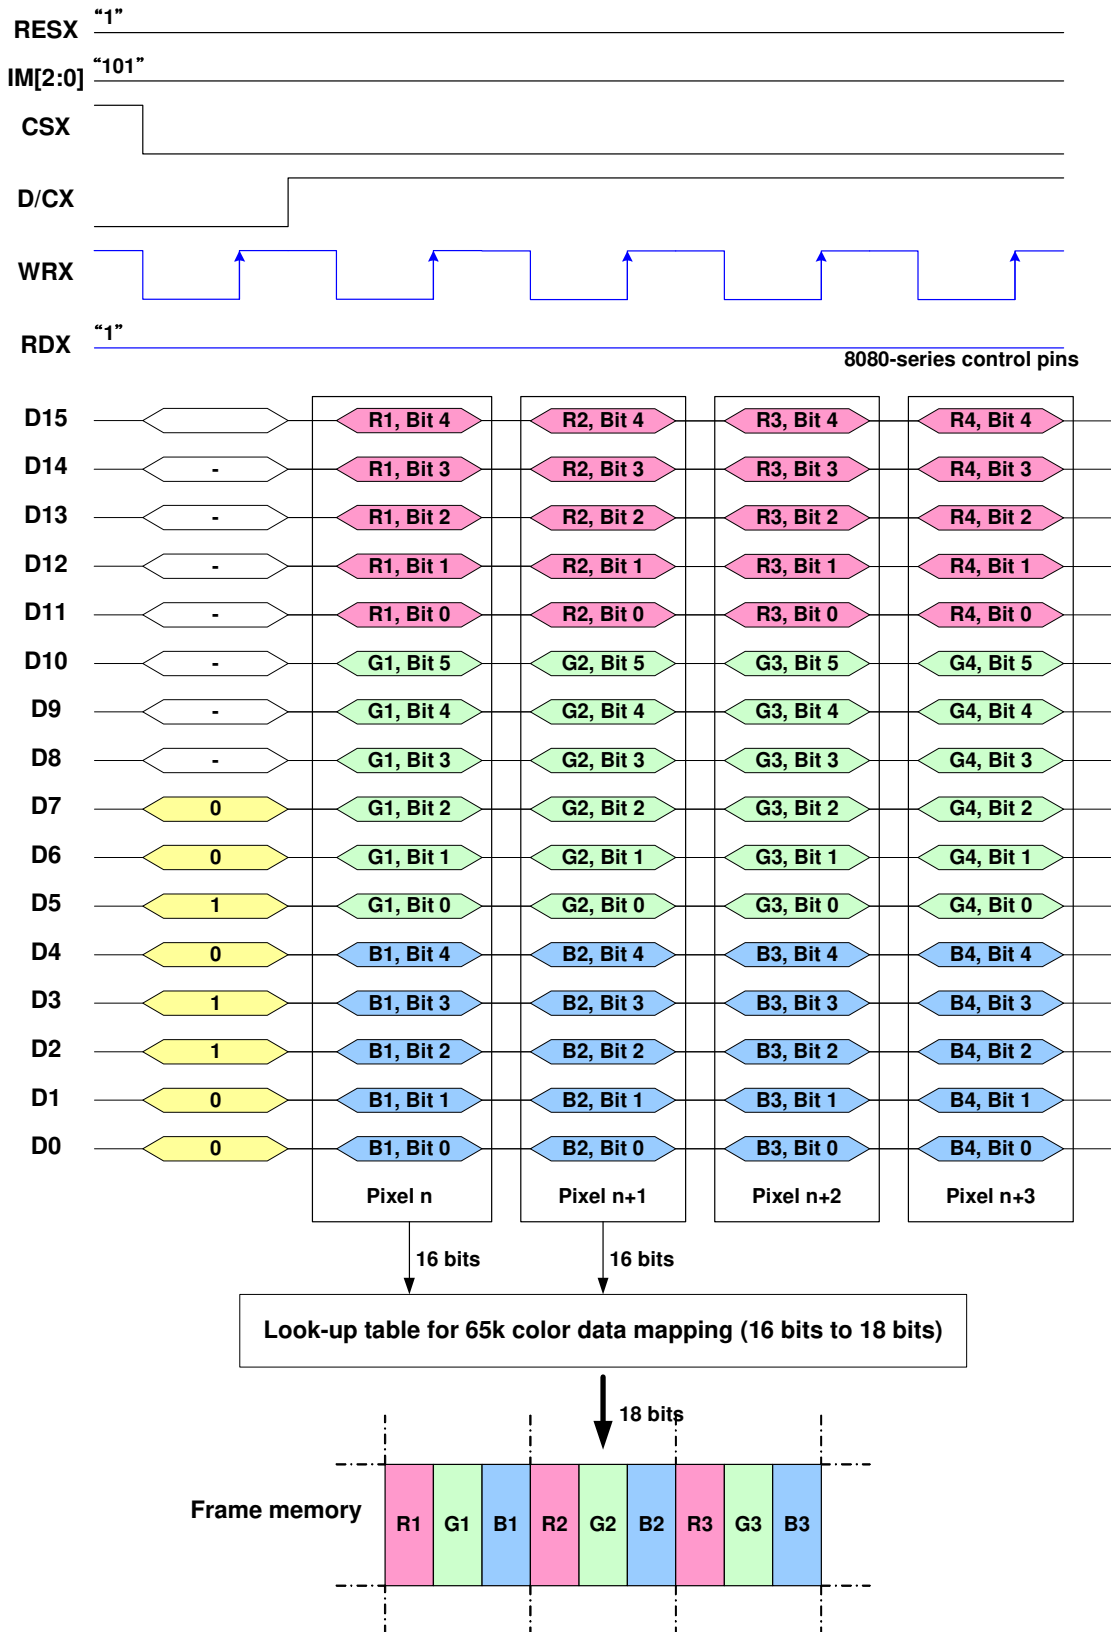 RESX "1"
IM[2:0] "101"
CSX
D/CX
WRX
RDX "1"
8080-series control pins
D15 R1, Bit 4 R2, Bit 4 R3, Bit 4 R4, Bit 4
D14 - R1, Bit 3 R2, Bit 3 R3, Bit 3 R4, Bit 3
D13 - R1, Bit 2 R2, Bit 2 R3, Bit 2 R4, Bit 2
D12 - R1, Bit 1 R2, Bit 1 R3, Bit 1 R4, Bit 1
D11 - R1, Bit 0 R2, Bit 0 R3, Bit 0 R4, Bit 0
D10 - G1, Bit 5 G2, Bit 5 G3, Bit 5 G4, Bit 5
D9 - G1, Bit 4 G2, Bit 4 G3, Bit 4 G4, Bit 4
D8 - G1, Bit 3 G2, Bit 3 G3, Bit 3 G4, Bit 3
D7 0 G1, Bit 2 G2, Bit 2 G3, Bit 2 G4, Bit 2
D6 0 G1, Bit 1 G2, Bit 1 G3, Bit 1 G4, Bit 1
D5 1 G1, Bit 0 G2, Bit 0 G3, Bit 0 G4, Bit 0
D4 0 B1, Bit 4 B2, Bit 4 B3, Bit 4 B4, Bit 4
D3 1 B1, Bit 3 B2, Bit 3 B3, Bit 3 B4, Bit 3
D2 1 B1, Bit 2 B2, Bit 2 B3, Bit 2 B4, Bit 2
D1 0 B1, Bit 1 B2, Bit 1 B3, Bit 1 B4, Bit 1
D0 0 B1, Bit 0 B2, Bit 0 B3, Bit 0 B4, Bit 0
Pixel n Pixel n+1 Pixel n+2 Pixel n+3
16 bits 16 bits
Look-up table for 65k color data mapping (16 bits to 18 bits)
18 bits
Frame memory R1 G1 B1 R2 G2 B2 R3 G3 B3